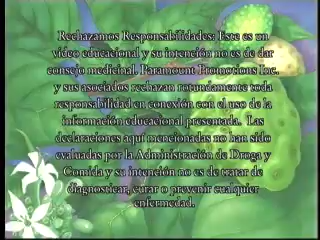 Rechazamos Responsabilidades: Este es un
video educacional y su intención no es de dar
consejo medicinal, Paramount Promotions Inc.
y sus asociados rechazan rotundamente toda
responsabilidad en conexión con el uso de la
información educacional presentada. Las
declaraciones aquí mencionadas no han sido
evaluadas por la Administración de Droga y
Comida y su intención no es de tratar de
diagnosticar, curar o prevenir cualquier
enfermedad.